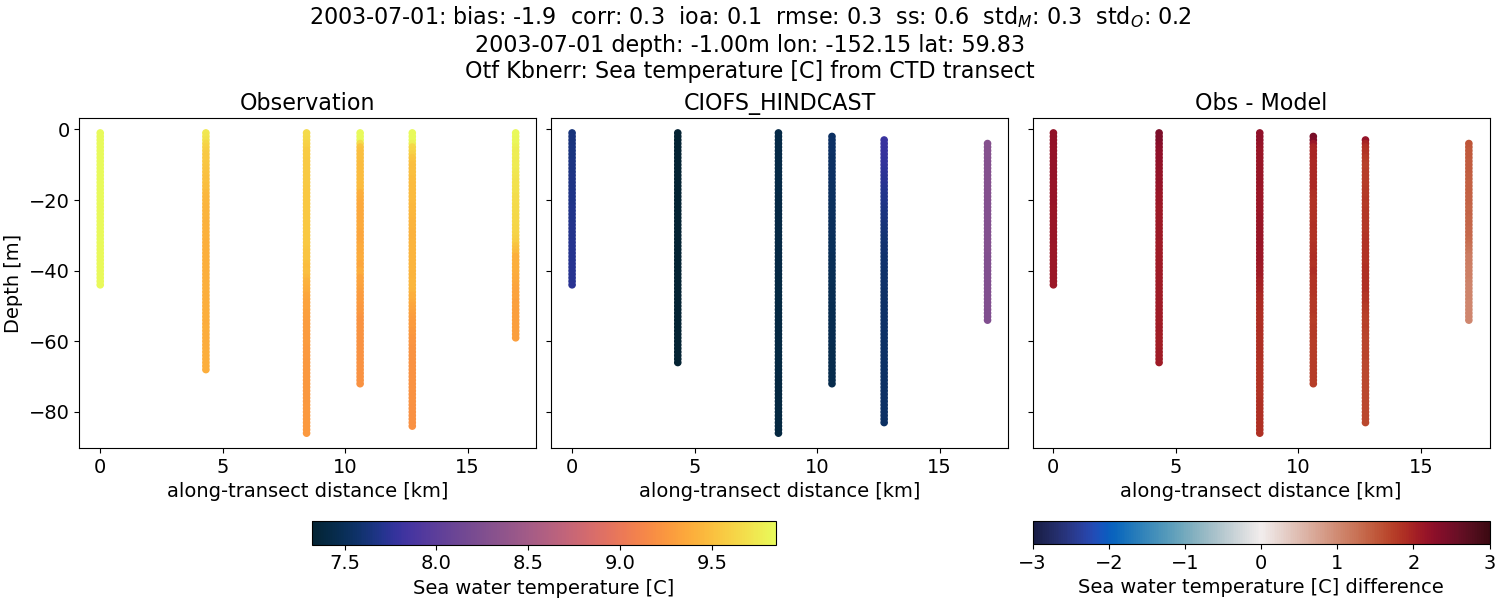 2003-07-01: bias: -1.9  corr: 0.3  ioa: 0.1  rmse: 0.3  ss: 0.6  std_M: 0.3  std_O: 0.2
2003-07-01 depth: -1.00m lon: -152.15 lat: 59.83
Otf Kbnerr: Sea temperature [C] from CTD transect
Observation
CIOFS_HINDCAST
Obs - Model
Depth [m]
0
−20
−40
−60
−80
0 5 10 15
0 5 10 15
0 5 10 15
along-transect distance [km]
along-transect distance [km]
along-transect distance [km]
7.5 8.0 8.5 9.0 9.5
Sea water temperature [C]
−3 −2 −1 0 1 2 3
Sea water temperature [C] difference